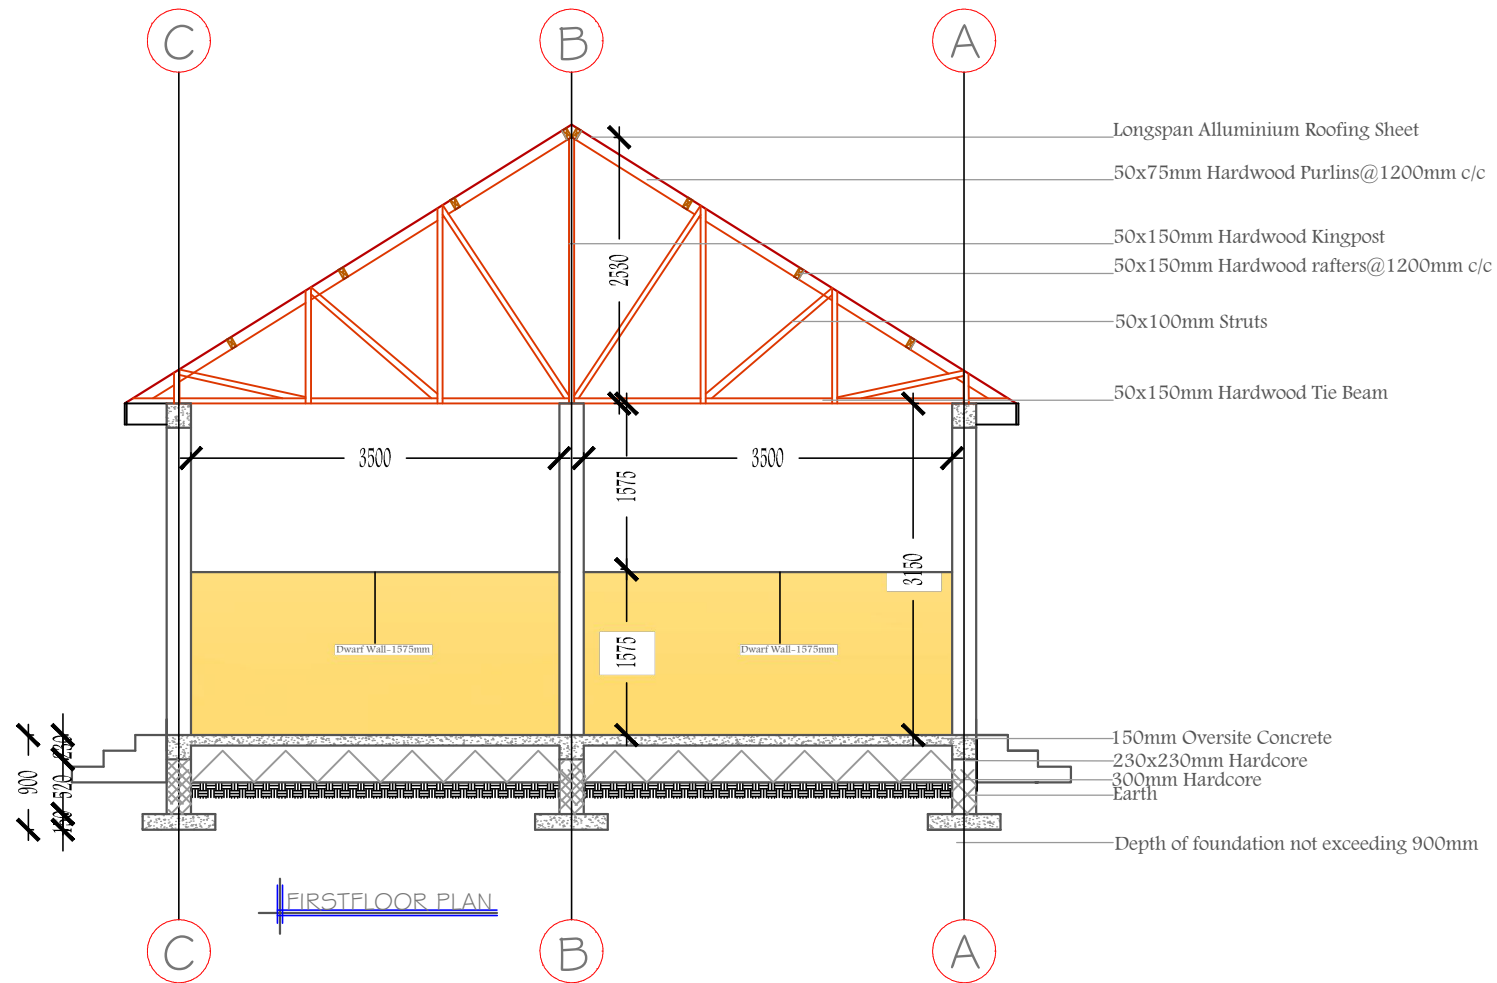 C
B
A
Longspan Alluminium Roofing Sheet
50x75mm Hardwood Purlins@1200mm c/c
50x150mm Hardwood Kingpost
50x150mm Hardwood rafters@1200mm c/c
2530
50x100mm Struts
50x150mm Hardwood Tie Beam
3500
3500
1575
3150
Dwarf Wall-1575mm
1575
Dwarf Wall-1575mm
230
520
150
900
150mm Oversite Concrete
230x230mm Hardcore
300mm Hardcore
Earth
Depth of foundation not exceeding 900mm
FIRSTFLOOR PLAN
C
B
A